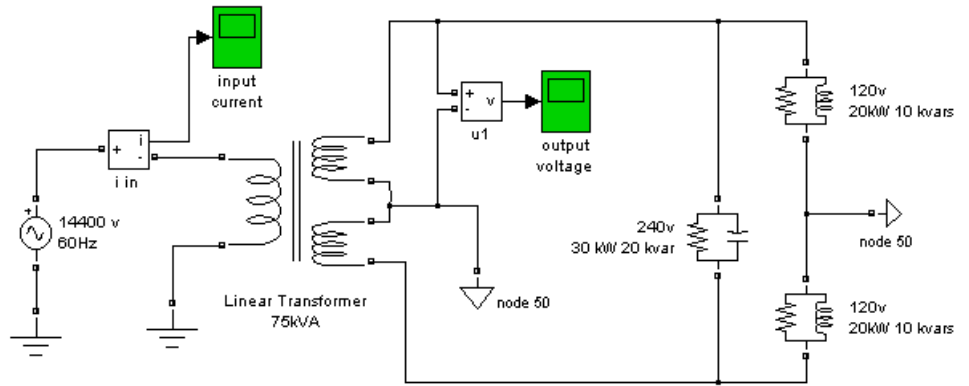 input
current
120v
20kW 10 kvars
+
v
-
u1
output
voltage
+
i
-
i in
+
14400 v
60Hz
240v
30 kW 20 kvar
node 50
node 50
Linear Transformer
75kVA
120v
20kW 10 kvars